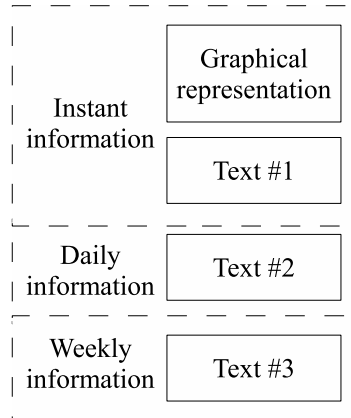 Instant
information
Graphical
representation
Text #1
Daily
information
Text #2
Weekly
information
Text #3